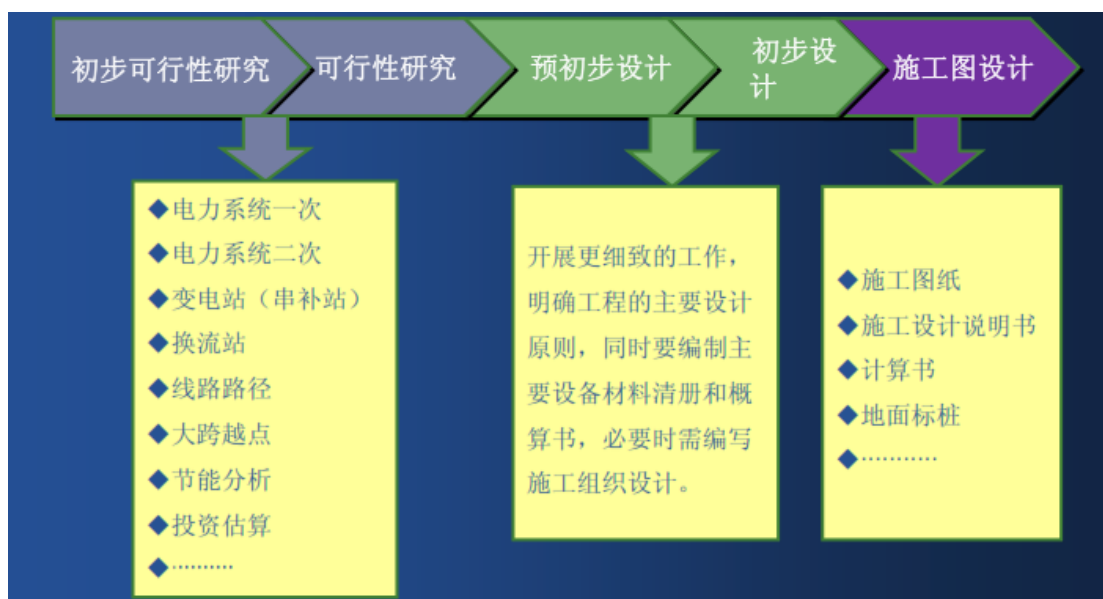 初步可行性研究
可行性研究
预初步设计
初步设
计
施工图设计
◆电力系统一次
◆电力系统二次
◆变电站（串补站）
◆换流站
◆线路路径
◆大跨越点
◆节能分析
◆投资估算
◆··········
开展更细致的工作，
明确工程的主要设计
原则，同时要编制主
要设备材料清册和概
算书，必要时需编写
施工组织设计。
◆施工图纸
◆施工设计说明书
◆计算书
◆地面标桩
◆···········